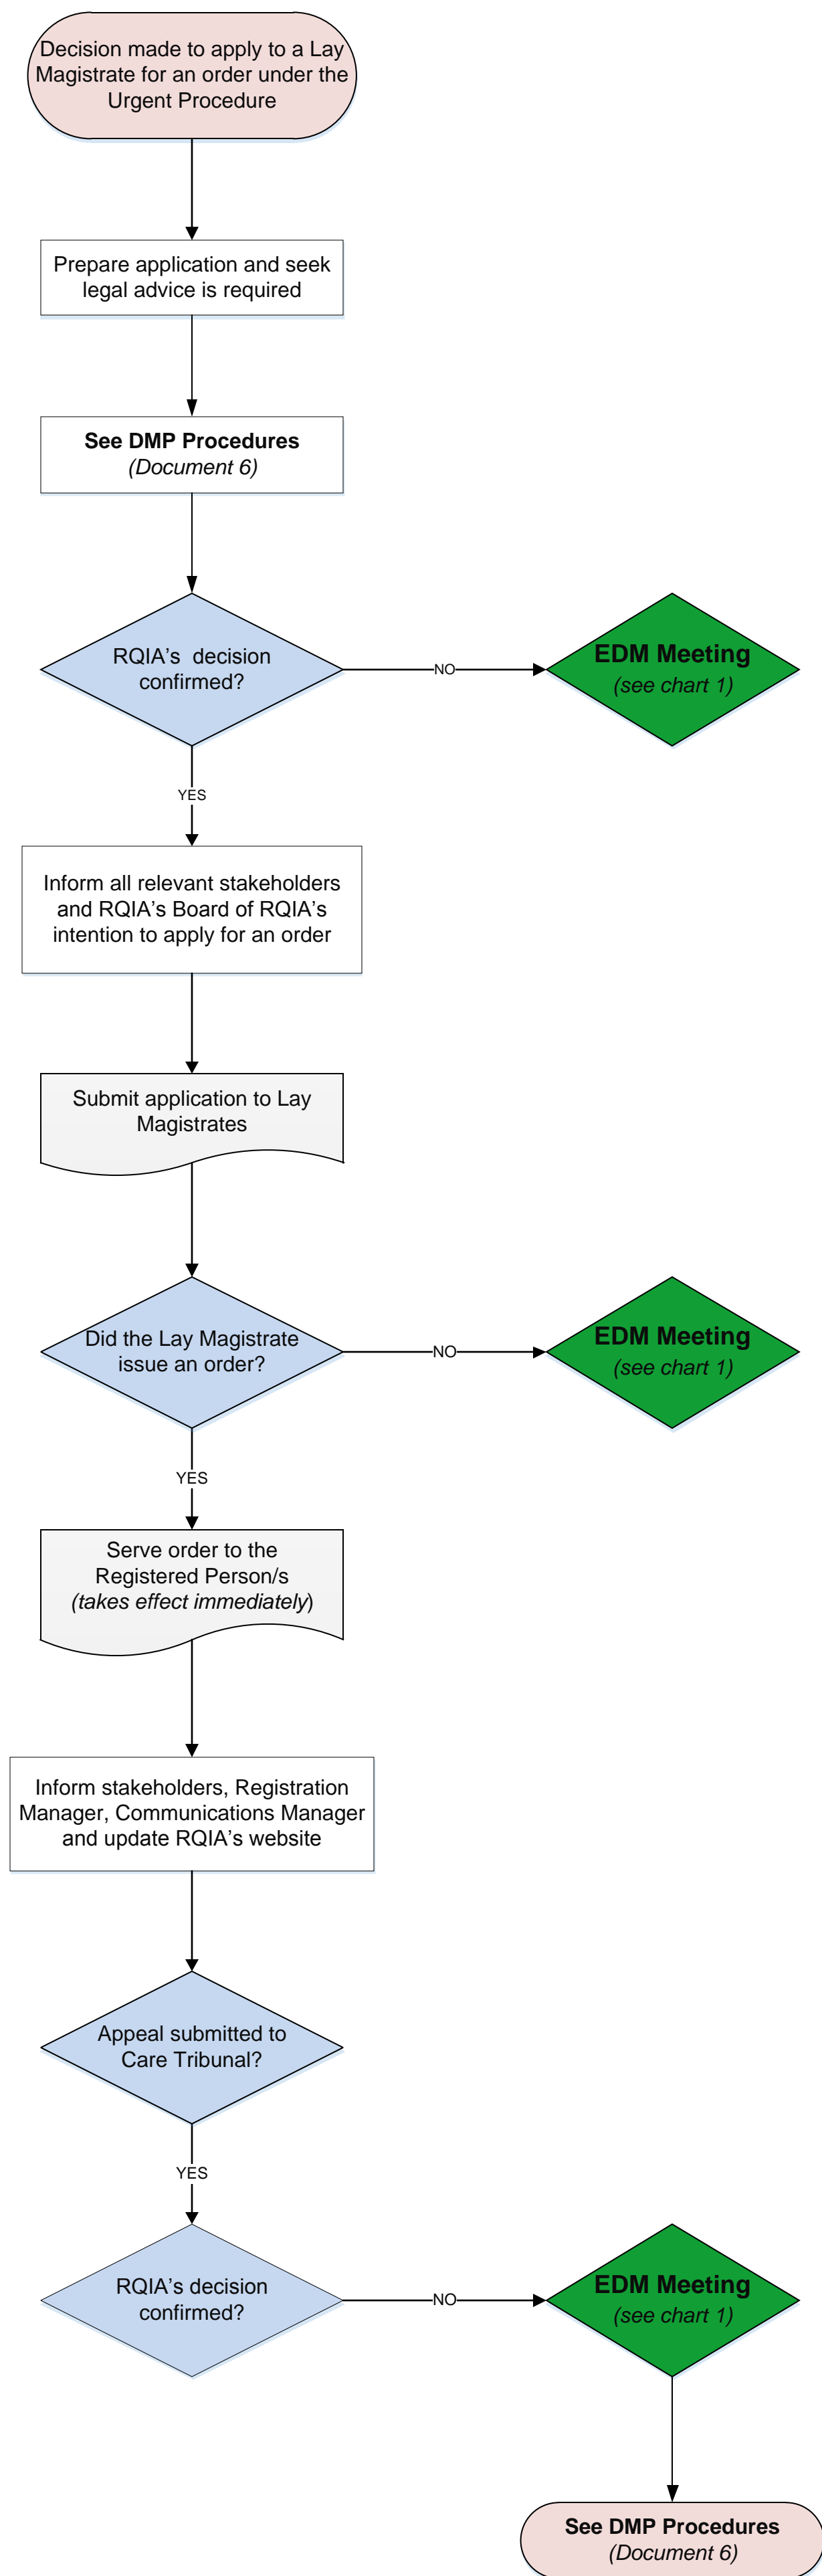 Decision made to apply to a Lay
Magistrate for an order under the
Urgent Procedure
Prepare application and seek
legal advice is required
See DMP Procedures
(Document 6)
RQIA's  decision
confirmed?
NO
EDM Meeting
(see chart 1)
YES
Inform all relevant stakeholders
and RQIA's Board of RQIA's
intention to apply for an order
Submit application to Lay
Magistrates
Did the Lay Magistrate
issue an order?
NO
EDM Meeting
(see chart 1)
YES
Serve order to the
Registered Person/s
(takes effect immediately)
Inform stakeholders, Registration
Manager, Communications Manager
and update RQIA's website
Appeal submitted to
Care Tribunal?
YES
RQIA's decision
confirmed?
NO
EDM Meeting
(see chart 1)
See DMP Procedures
(Document 6)